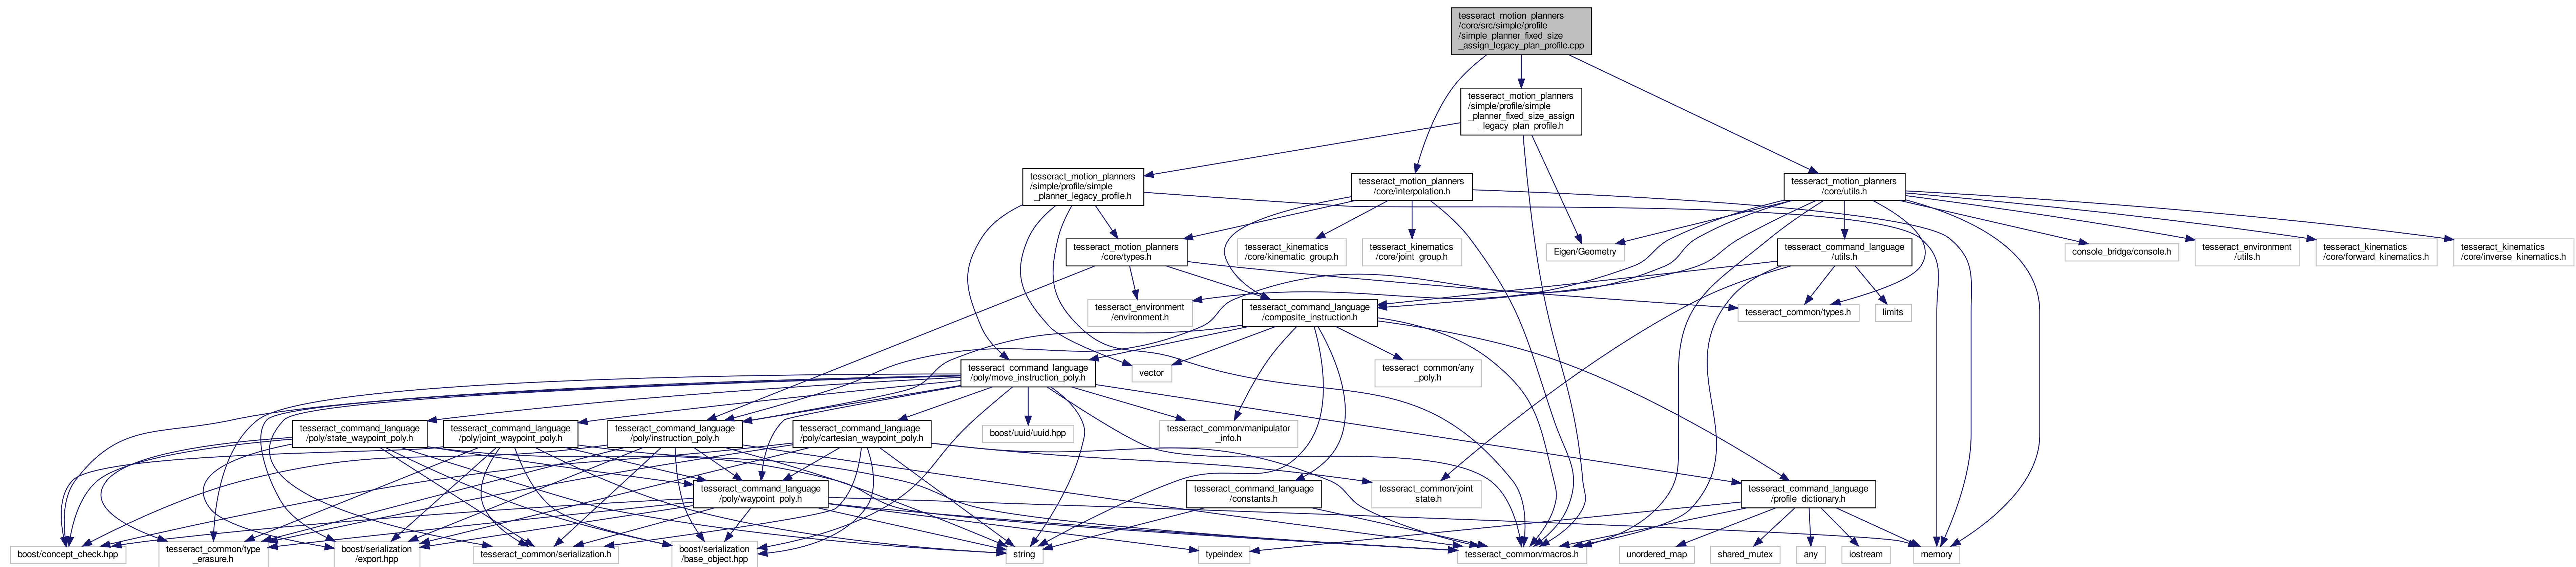 tesseract_motion_planners
/core/src/simple/profile
/simple_planner_fixed_size
_assign_legacy_plan_profile.cpp
tesseract_motion_planners
/simple/profile/simple
_planner_fixed_size_assign
_legacy_plan_profile.h
tesseract_motion_planners
/simple/profile/simple
_planner_legacy_profile.h
tesseract_motion_planners
/core/interpolation.h
tesseract_motion_planners
/core/utils.h
tesseract_motion_planners
/core/types.h
tesseract_kinematics
/core/kinematic_group.h
tesseract_kinematics
/core/joint_group.h
Eigen/Geometry
tesseract_command_language
/utils.h
console_bridge/console.h
tesseract_environment
/utils.h
tesseract_kinematics
/core/forward_kinematics.h
tesseract_kinematics
/core/inverse_kinematics.h
tesseract_environment
/environment.h
tesseract_command_language
/composite_instruction.h
tesseract_common/types.h
limits
tesseract_command_language
/poly/move_instruction_poly.h
vector
tesseract_common/any
_poly.h
tesseract_command_language
/poly/state_waypoint_poly.h
tesseract_command_language
/poly/joint_waypoint_poly.h
tesseract_command_language
/poly/instruction_poly.h
tesseract_command_language
/poly/cartesian_waypoint_poly.h
boost/uuid/uuid.hpp
tesseract_common/manipulator
_info.h
tesseract_command_language
/poly/waypoint_poly.h
tesseract_command_language
/constants.h
tesseract_common/joint
_state.h
tesseract_command_language
/profile_dictionary.h
boost/concept_check.hpp
tesseract_common/type
_erasure.h
boost/serialization
/export.hpp
tesseract_common/serialization.h
boost/serialization
/base_object.hpp
string
typeindex
tesseract_common/macros.h
unordered_map
shared_mutex
any
iostream
memory